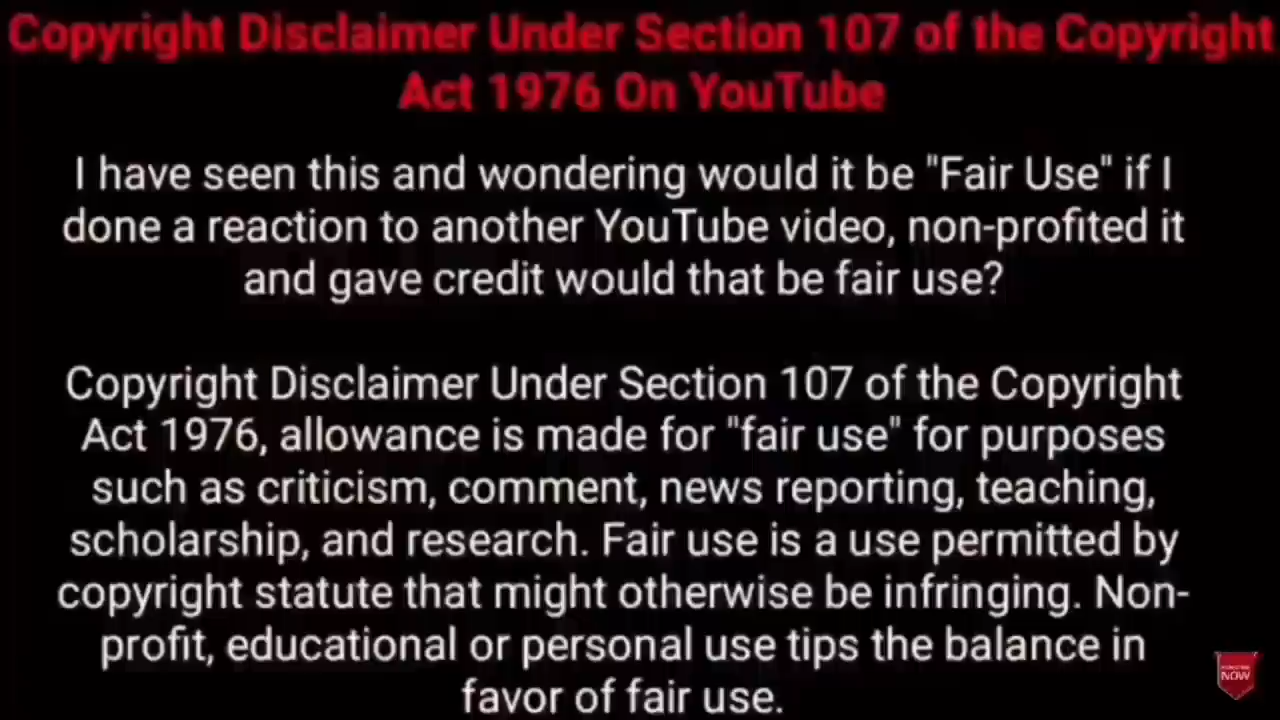 Copyright Disclaimer Under Section 107 of the Copyright
Act 1976 On YouTube
I have seen this and wondering would it be "Fair Use" if I
done a reaction to another YouTube video, non-profited it
and gave credit would that be fair use?
Copyright Disclaimer Under Section 107 of the Copyright
Act 1976, allowance is made for "fair use" for purposes
such as criticism, comment, news reporting, teaching,
scholarship, and research. Fair use is a use permitted by
copyright statute that might otherwise be infringing. Non-
profit, educational or personal use tips the balance in
favor of fair use.
NOW